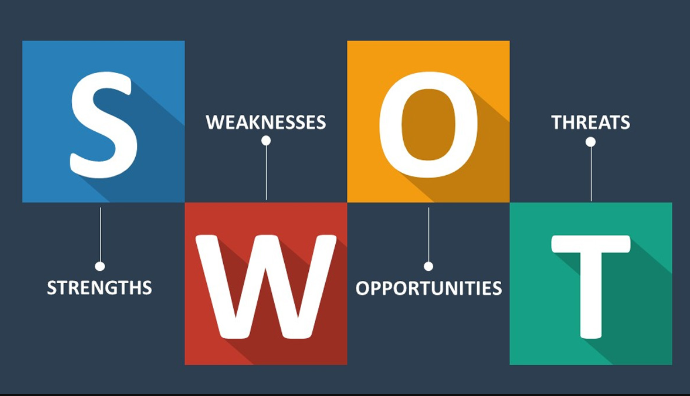 S
STRENGTHS
WEAKNESSES
W
O
OPPORTUNITIES
THREATS
T